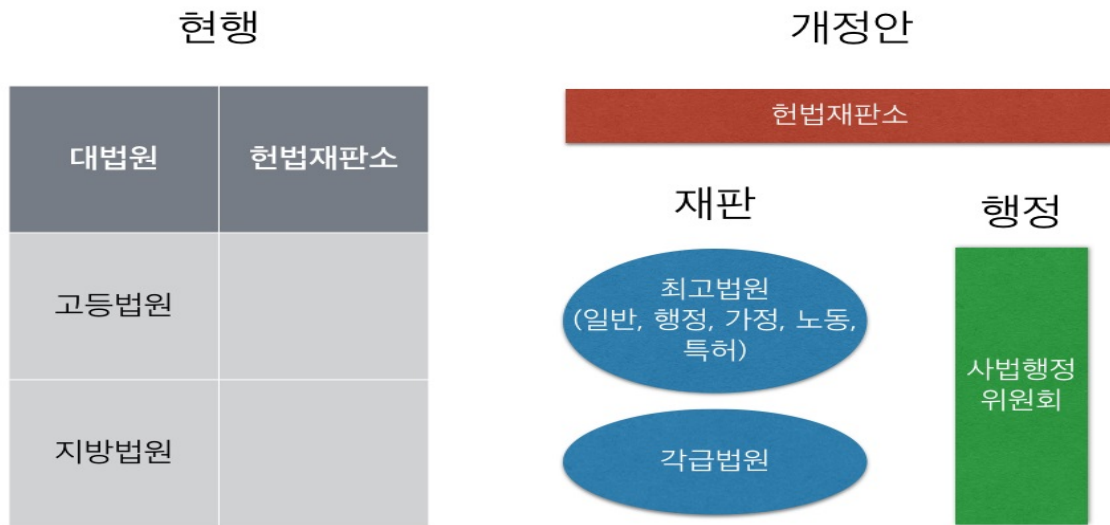 현행
대법원
헌법재판소
고등법원
지방법원
개정안
헌법재판소
재판
행정
최고법원
(일반, 행정, 가정, 노동,
특허)
각급법원
사법행정
위원회